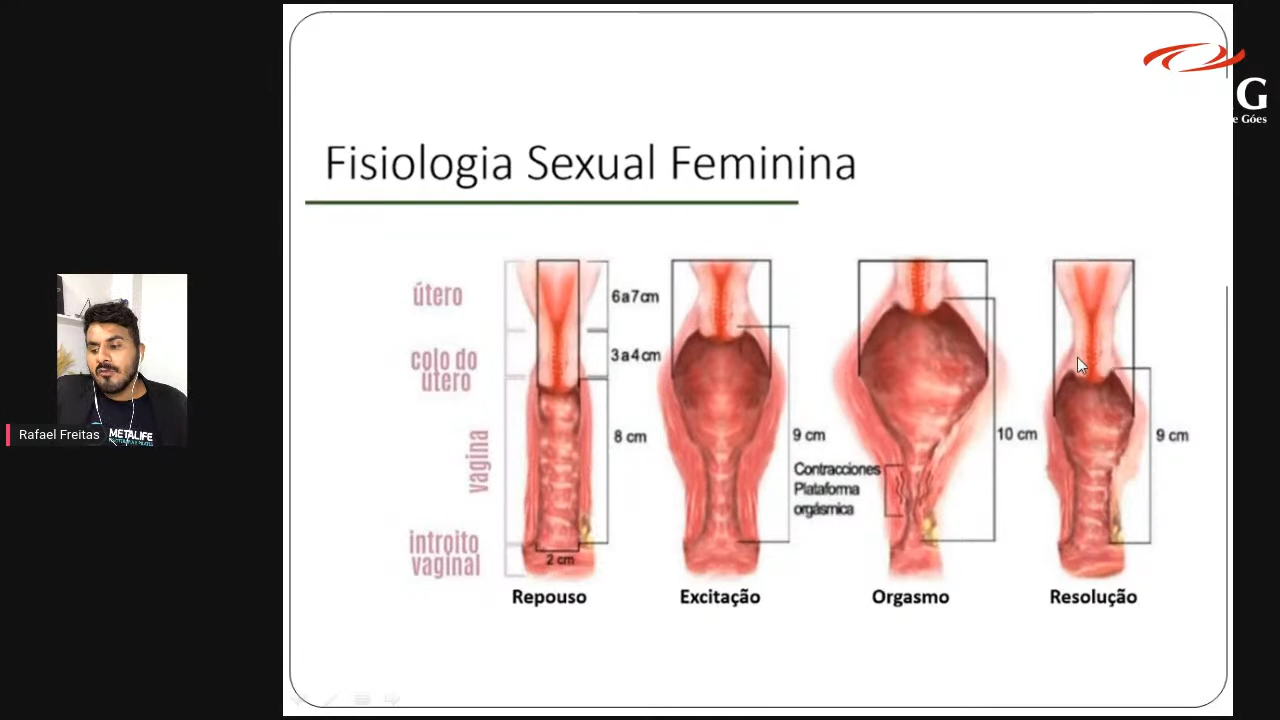 G
e Góes
Fisiologia Sexual Feminina
útero
6a7cm
colo do
útero
3a4cm
vagina
8 cm
9 cm
10 cm
9 cm
Contracciones
Plataforma
orgásmica
introito
vaginal
2 cm
Repouso
Excitação
Orgasmo
Resolução
METALIFE
Rafael Freitas